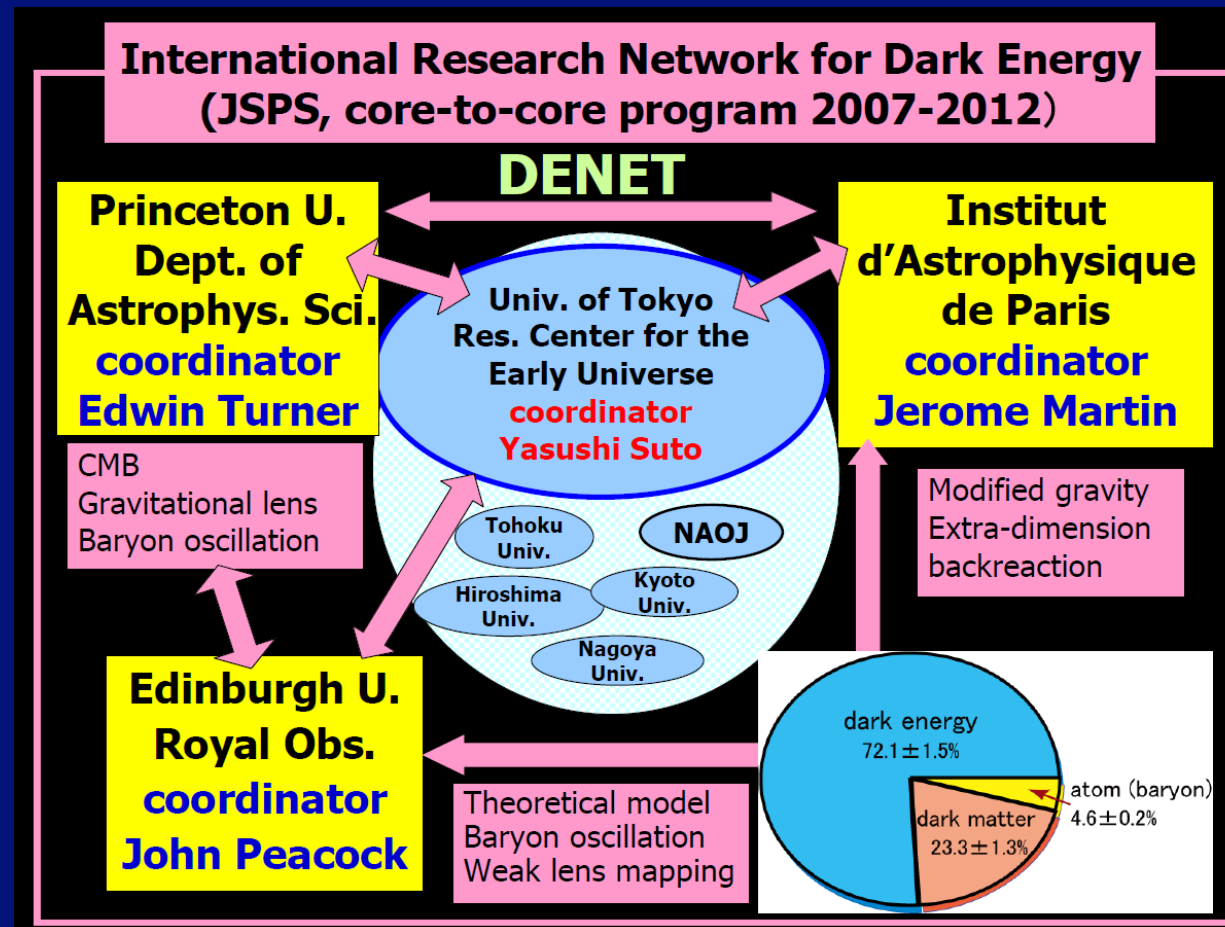 International Research Network for Dark Energy
(JSPS, core-to-core program 2007-2012）
DENET
Princeton U.
Dept. of
Astrophys. Sci.
coordinator
Edwin Turner
Univ. of Tokyo
Res. Center for the
Early Universe
coordinator
Yasushi Suto
Institut
d'Astrophysique
de Paris
coordinator
Jerome Martin
CMB
Gravitational lens
Baryon oscillation
Tohoku
Univ.
NAOJ
Hiroshima
Univ.
Kyoto
Univ.
Nagoya
Univ.
Modified gravity
Extra-dimension
backreaction
Edinburgh U.
Royal Obs.
coordinator
John Peacock
Theoretical model
Baryon oscillation
Weak lens mapping
dark energy
72.1±1.5%
atom (baryon)
4.6±0.2%
dark matter
23.3±1.3%